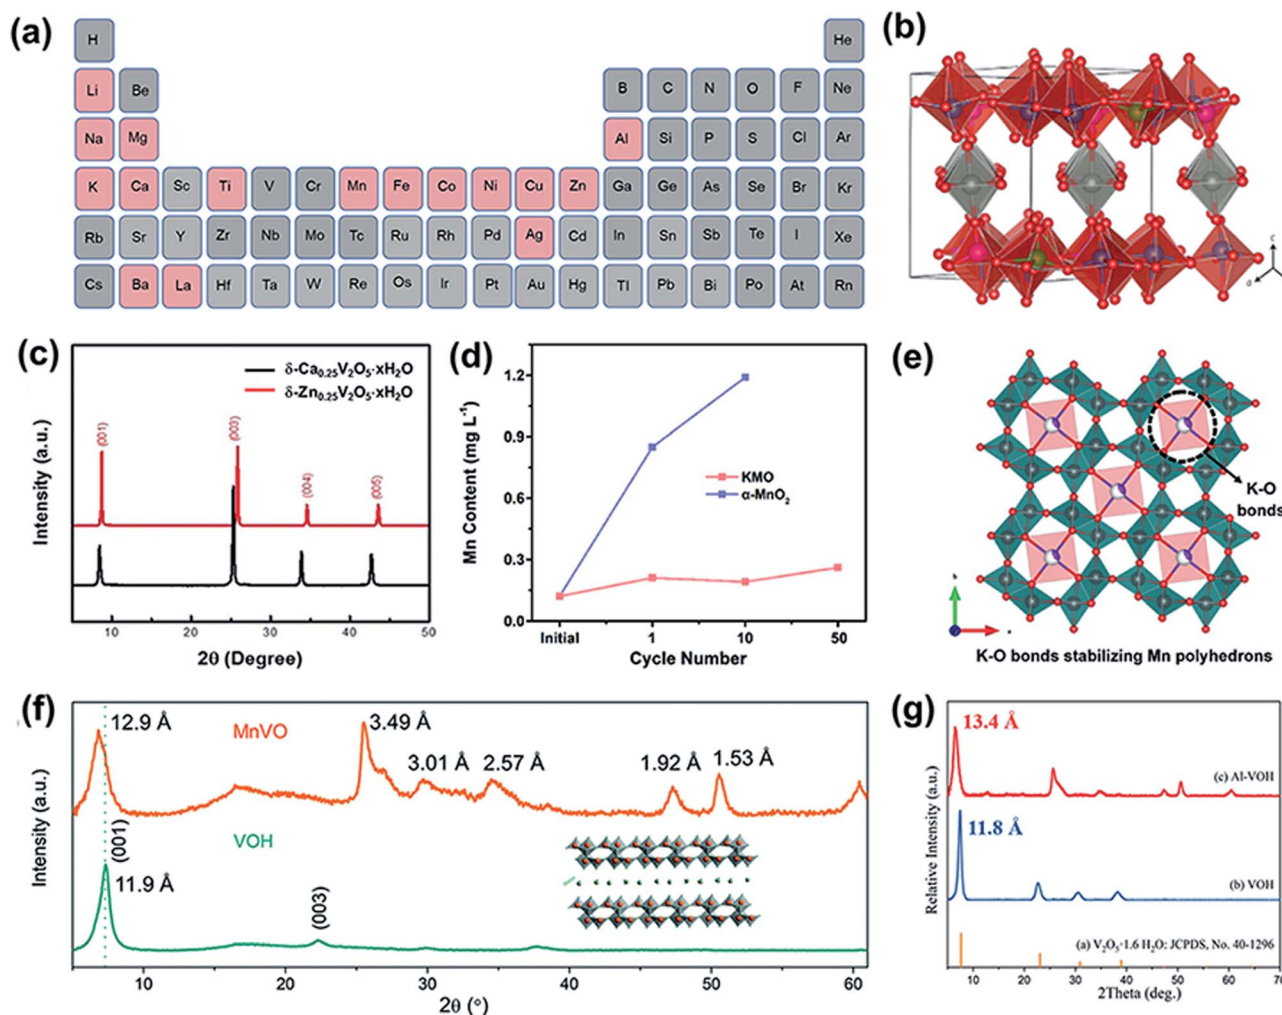 (a)
H He
Li Be B C N O F Ne
Na Mg Al Si P S Cl Ar
K Ca Sc Ti V Cr Mn Fe Co Ni Cu Zn Ga Ge As Se Br Kr
Rb Sr Y Zr Nb Mo Tc Ru Rh Pd Ag Cd In Sn Sb Te I Xe
Cs Ba La Hf Ta W Re Os Ir Pt Au Hg Tl Pb Bi Po At Rn
(b)
c
(c)
δ-Ca₀.₂₅V₂O₅·xH₂O
δ-Zn₀.₂₅V₂O₅·xH₂O
(001)
(003)
(004)
(005)
Intensity (a.u.)
10 20 30 40 50
2θ (Degree)
(d)
Mn Content (mg L⁻¹)
1.2
0.9
0.6
0.3
0.0
KMO
α-MnO₂
Initial 1 10 50
Cycle Number
(e)
K-O
bonds
b
a
K-O bonds stabilizing Mn polyhedrons
(f)
12.9 Å
MnVO
3.49 Å
3.01 Å
2.57 Å
1.92 Å
1.53 Å
VOH
(001)
11.9 Å
(003)
Intensity (a.u.)
10 20 30 40 50 60
2θ (°)
(g)
13.4 Å
(c) Al-VOH
11.8 Å
(b) VOH
(a) V₂O₅·1.6 H₂O: JCPDS, No. 40-1296
Relative Intensity (a.u.)
10 20 30 40 50 60 70
2Theta (deg.)